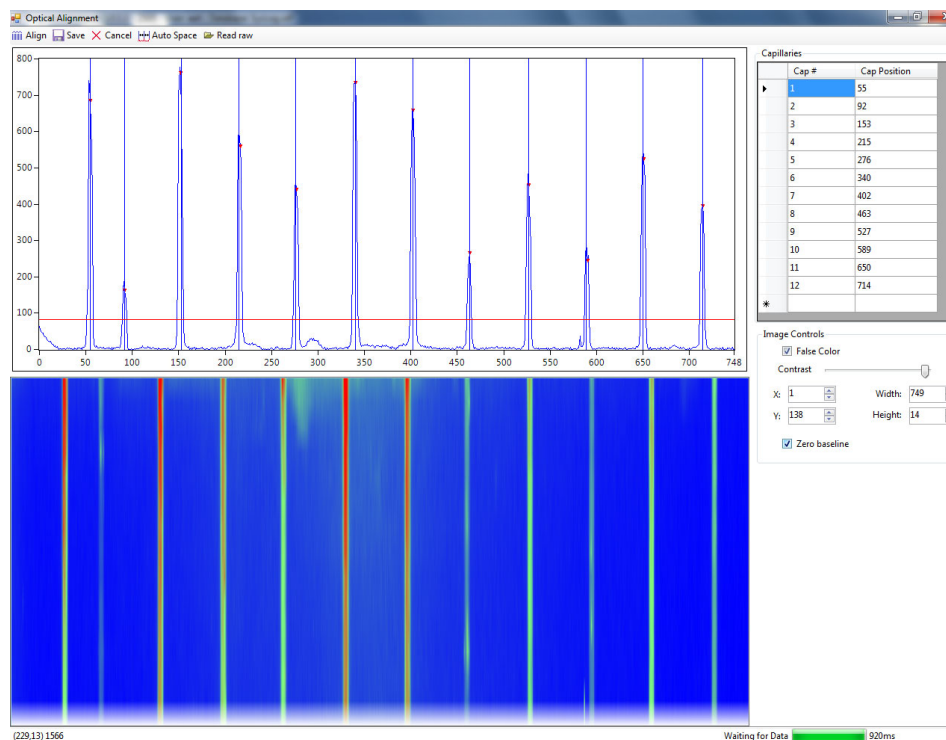 Optical Alignment
Align Save Cancel Auto Space Read raw
800
700
600
500
400
300
200
100
0
0 50 100 150 200 250 300 350 400 450 500 550 600 650 700 748
Capillaries
Cap # Cap Position
1 55
2 92
3 153
4 215
5 276
6 340
7 402
8 463
9 527
10 589
11 650
12 714
*
Image Controls
False Color
Contrast
X: 1 Width: 749
Y: 138 Height: 14
Zero baseline
(229,13) 1566 Waiting for Data 920ms